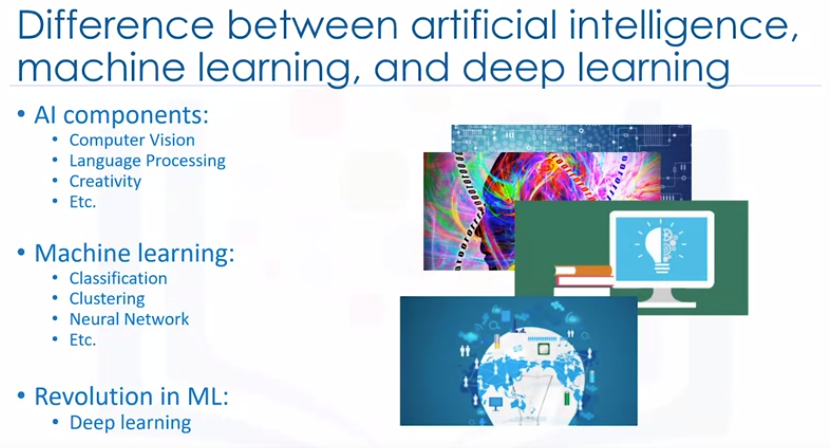 Difference between artificial intelligence,
machine learning, and deep learning
• AI components:
• Computer Vision
• Language Processing
• Creativity
• Etc.
• Machine learning:
• Classification
• Clustering
• Neural Network
• Etc.
• Revolution in ML:
• Deep learning